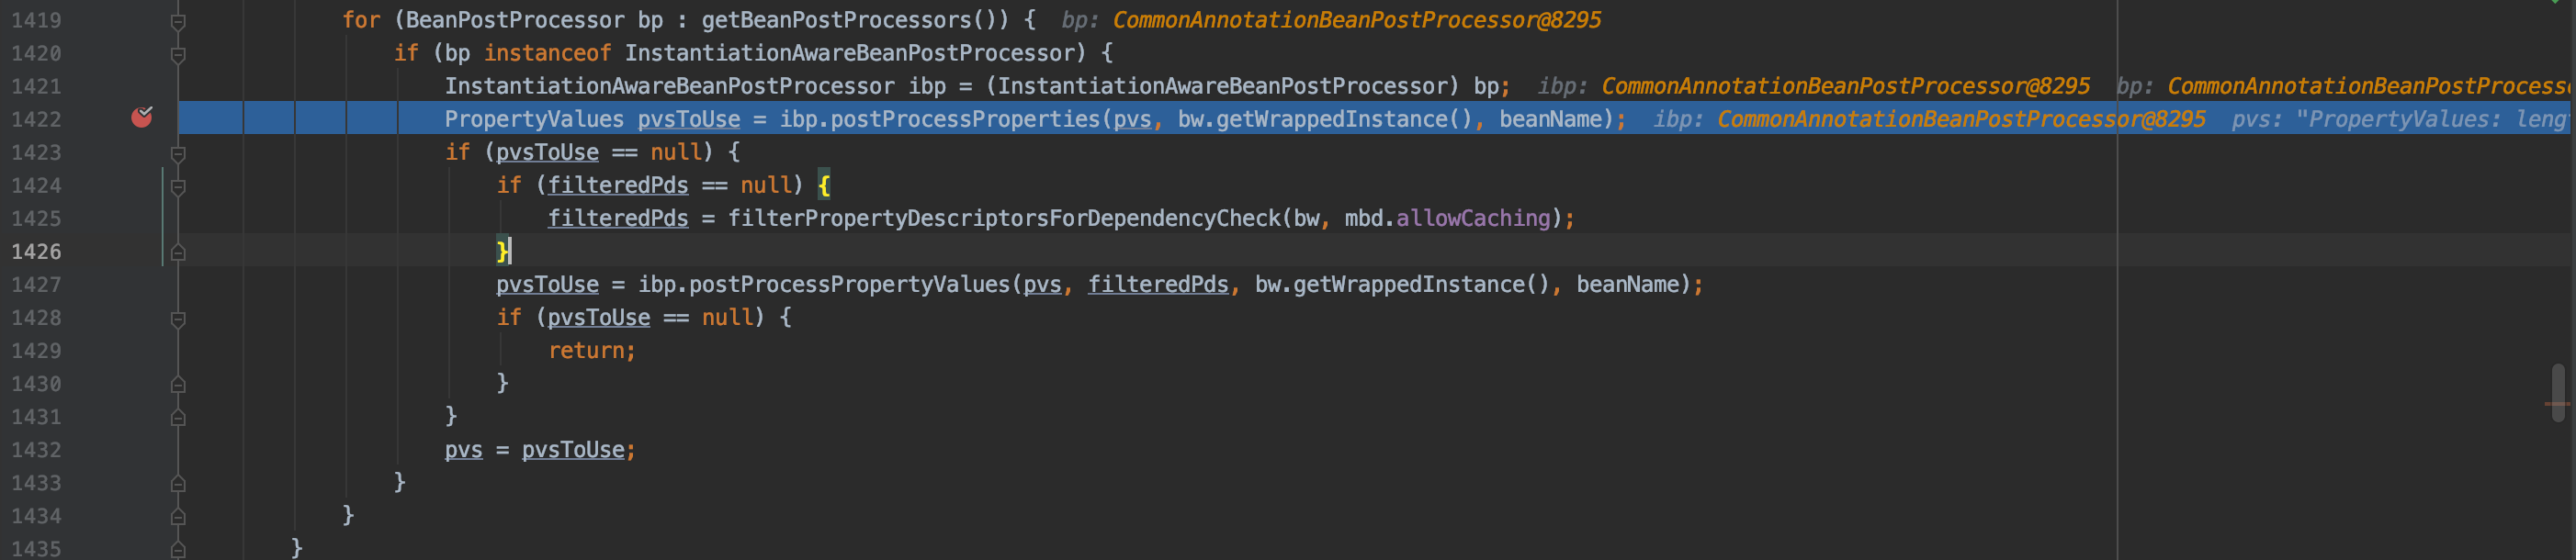 1419 for (BeanPostProcessor bp : getBeanPostProcessors()) { bp: CommonAnnotationBeanPostProcessor@8295
1420 if (bp instanceof InstantiationAwareBeanPostProcessor) {
1421 InstantiationAwareBeanPostProcessor ibp = (InstantiationAwareBeanPostProcessor) bp; ibp: CommonAnnotationBeanPostProcessor@8295 bp: CommonAnnotationBeanPostProcess
1422 PropertyValues pvsToUse = ibp.postProcessProperties(pvs, bw.getWrappedInstance(), beanName); ibp: CommonAnnotationBeanPostProcessor@8295 pvs: "PropertyValues: leng
1423 if (pvsToUse == null) {
1424 if (filteredPds == null) {
1425 filteredPds = filterPropertyDescriptorsForDependencyCheck(bw, mbd.allowCaching);
1426 }
1427 pvsToUse = ibp.postProcessPropertyValues(pvs, filteredPds, bw.getWrappedInstance(), beanName);
1428 if (pvsToUse == null) {
1429 return;
1430 }
1431 }
1432 pvs = pvsToUse;
1433 }
1434 }
1435 }